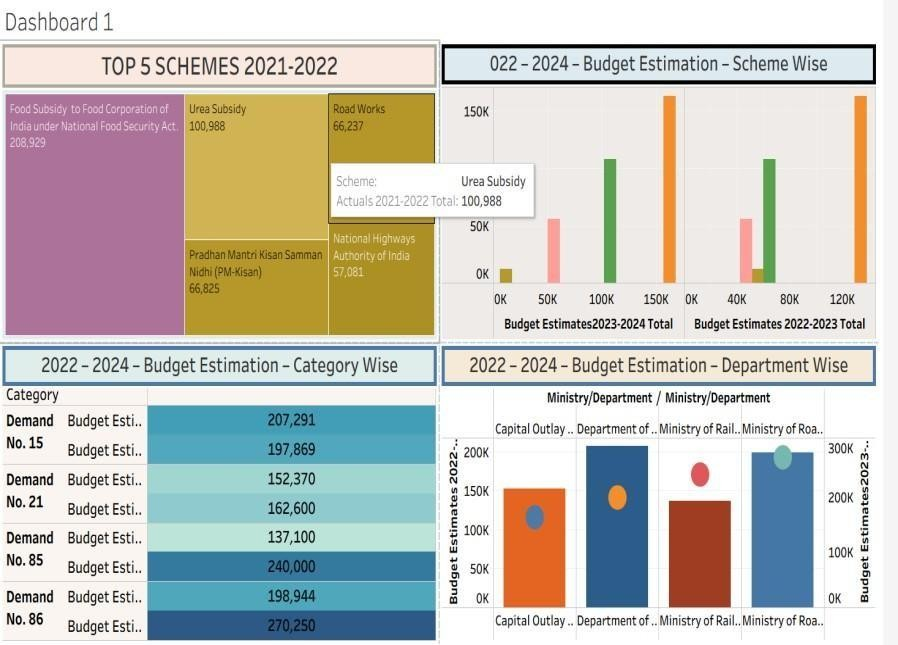 Dashboard 1
TOP 5 SCHEMES 2021-2022
Food Subsidy to Food Corporation of
India under National Food Security Act.
208,929
Urea Subsidy
100,988
Road Works
66,237
Scheme: Urea Subsidy
Actuals 2021-2022 Total: 100,988
Pradhan Mantri Kisan Samman
Nidhi (PM-Kisan)
66,825
National Highways
Authority of India
57,081
022 – 2024 – Budget Estimation – Scheme Wise
150K
50K
0K
0K 50K 100K 150K 0K 40K 80K 120K
Budget Estimates2023-2024 Total Budget Estimates 2022-2023 Total
2022 – 2024 – Budget Estimation – Category Wise
Category
Demand No. 15 Budget Esti.. 207,291
Budget Esti.. 197,869
Demand No. 21 Budget Esti.. 152,370
Budget Esti.. 162,600
Demand No. 85 Budget Esti.. 137,100
Budget Esti.. 240,000
Demand No. 86 Budget Esti.. 198,944
Budget Esti.. 270,250
2022 – 2024 – Budget Estimation – Department Wise
Ministry/Department / Ministry/Department
Capital Outlay .. Department of .. Ministry of Rail.. Ministry of Roa..
Budget Estimates 2022-..
200K
150K
100K
50K
0K
300K
200K
100K
0K
Budget Estimates2023-..
Capital Outlay .. Department of .. Ministry of Rail.. Ministry of Roa..